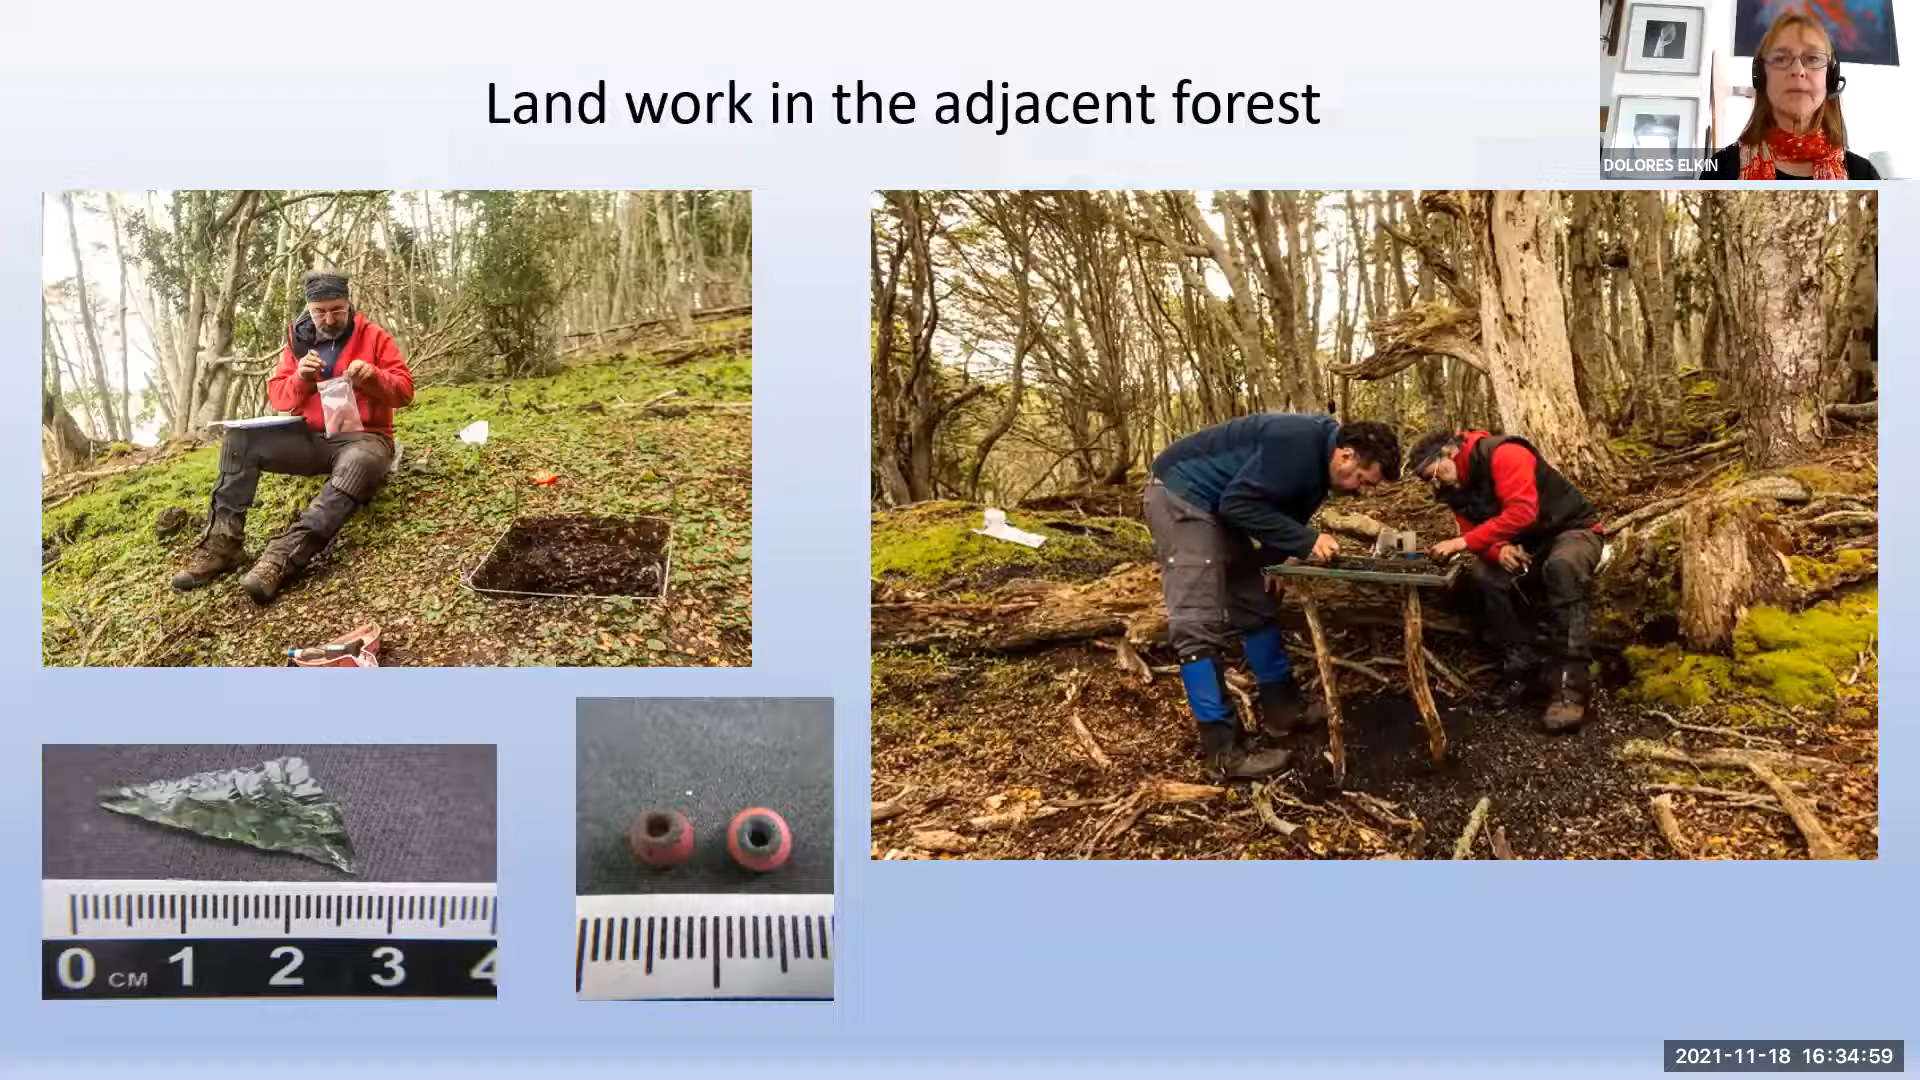 Land work in the adjacent forest
DOLORES ELKIN
0 CM 1 2 3 4
2021-11-18 16:34:59